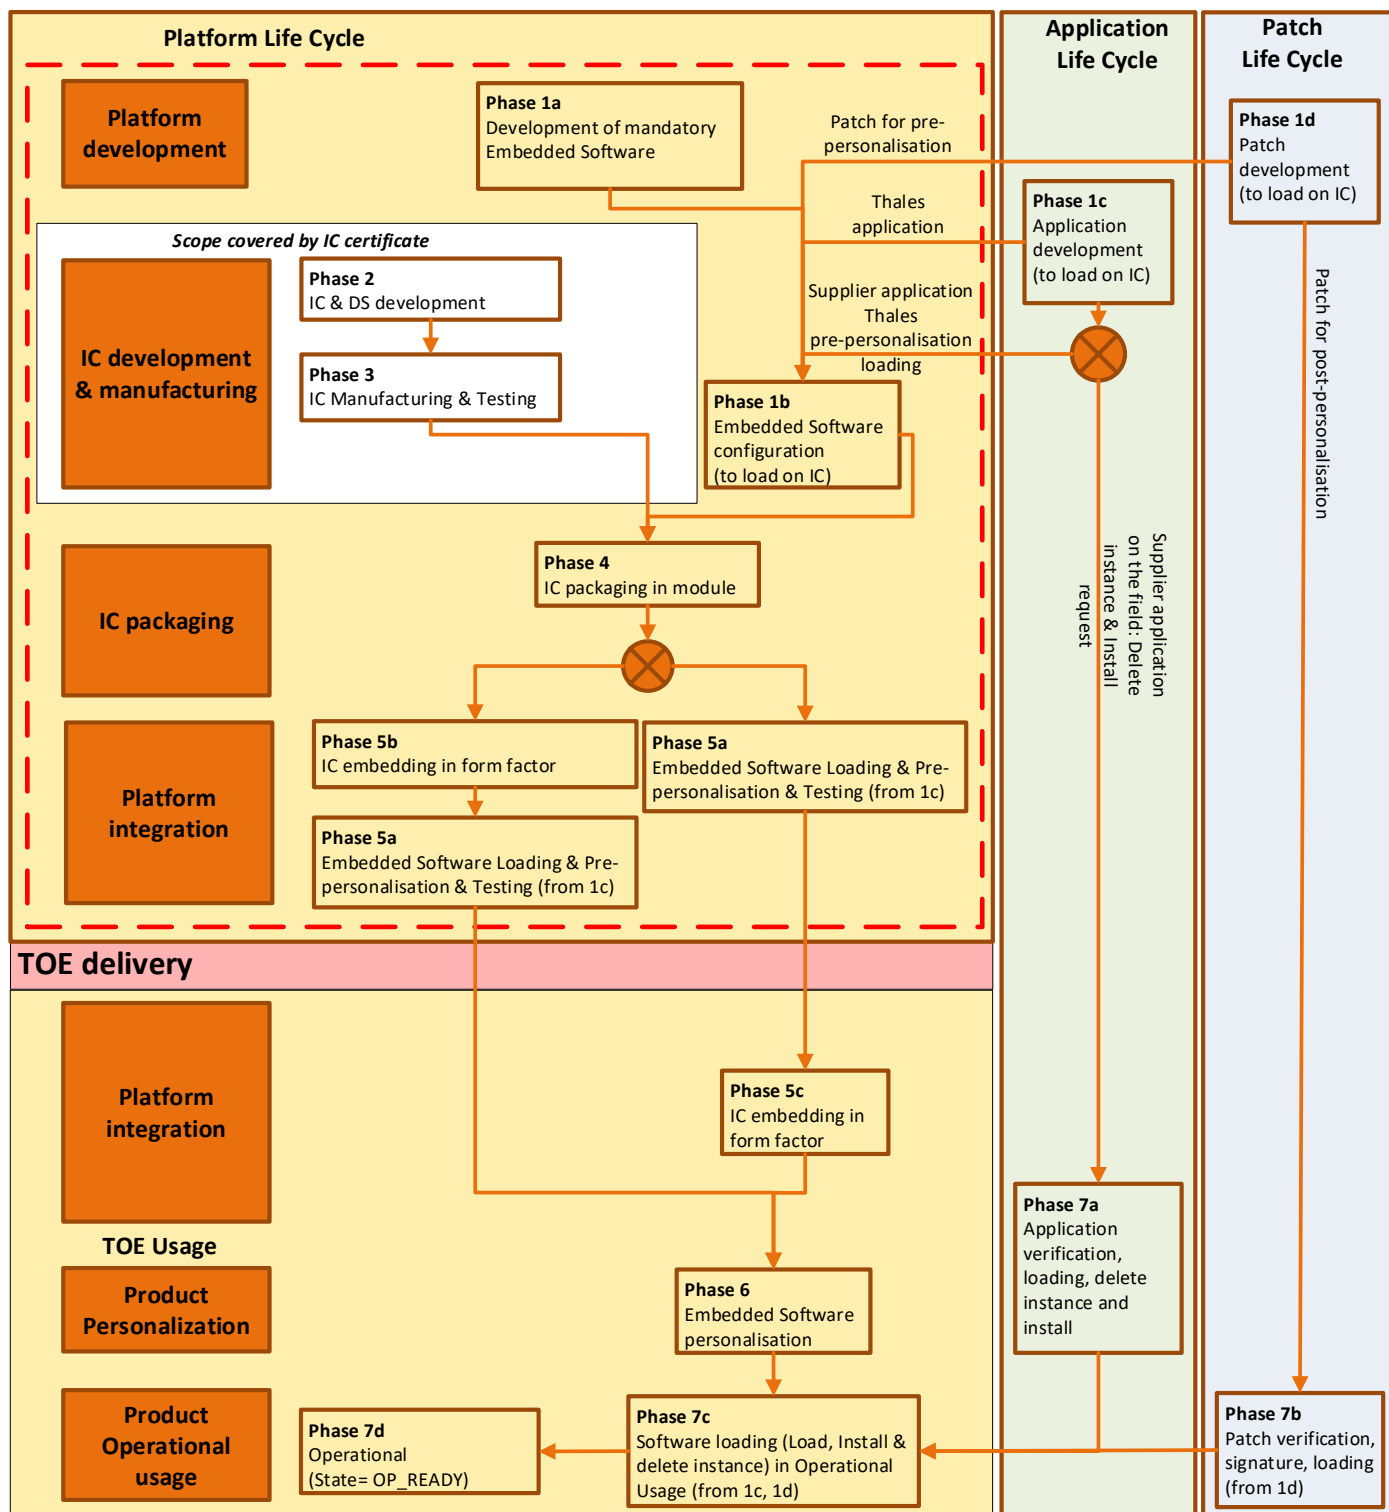 Platform Life Cycle
Application
Life Cycle
Patch
Life Cycle
Platform
development
Phase 1a
Development of mandatory
Embedded Software
Patch for pre-
personalisation
Phase 1d
Patch
development
(to load on IC)
Thales
application
Phase 1c
Application
development
(to load on IC)
Scope covered by IC certificate
IC development
& manufacturing
Phase 2
IC & DS development
Phase 3
IC Manufacturing & Testing
Supplier application
Thales
pre-personalisation
loading
Phase 1b
Embedded Software
configuration
(to load on IC)
Patch for post-personalisation
Supplier application
on the field: Delete
instance & Install
request
IC packaging
Phase 4
IC packaging in module
Platform
integration
Phase 5b
IC embedding in form factor
Phase 5a
Embedded Software Loading & Pre-
personalisation & Testing (from 1c)
Phase 5a
Embedded Software Loading & Pre-
personalisation & Testing (from 1c)
TOE delivery
Platform
integration
Phase 5c
IC embedding in
form factor
Phase 7a
Application
verification,
loading, delete
instance and
install
TOE Usage
Product
Personalization
Phase 6
Embedded Software
personalisation
Product
Operational
usage
Phase 7d
Operational
(State= OP_READY)
Phase 7c
Software loading (Load, Install &
delete instance) in Operational
Usage (from 1c, 1d)
Phase 7b
Patch verification,
signature, loading
(from 1d)